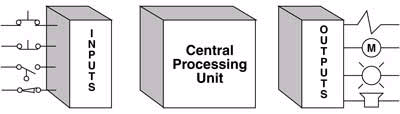 INPUTS
Central
Processing
Unit
OUTPUTS
M